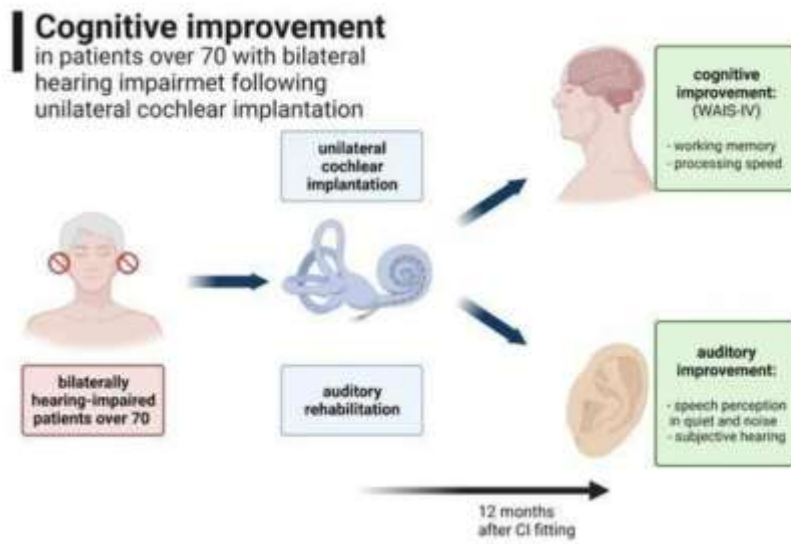 Cognitive improvement
in patients over 70 with bilateral
hearing impairmet following
unilateral cochlear implantation
unilateral
cochlear
implantation
cognitive
improvement:
(WAIS-IV)
- working memory
- processing speed
bilaterally
hearing-impaired
patients over 70
auditory
rehabilitation
auditory
improvement:
- speech perception
in quiet and noise
- subjective hearing
12 months
after CI fitting